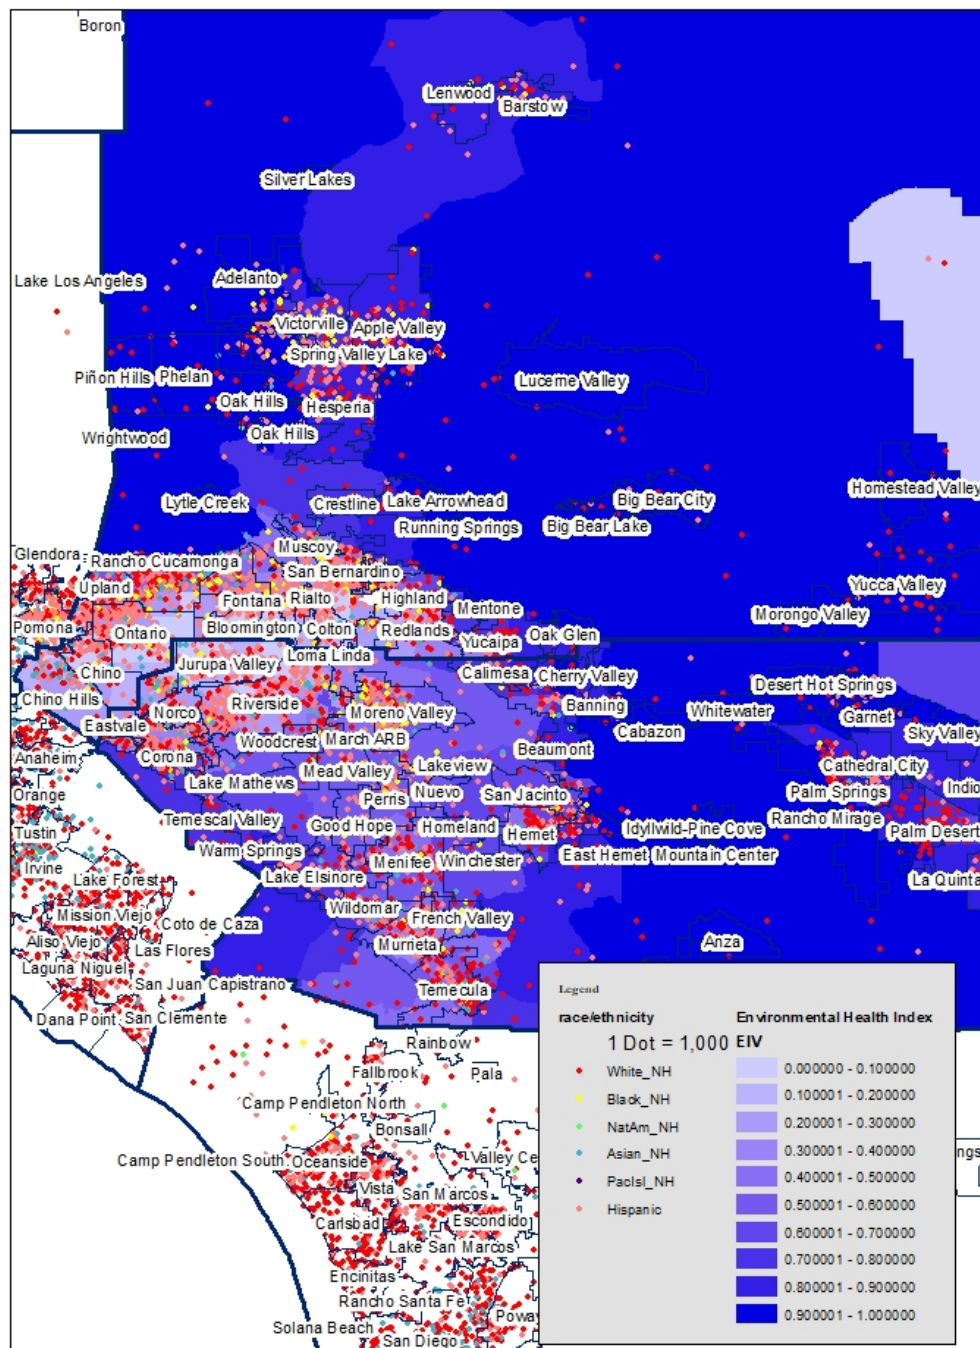 Boron
Lenwood
Barstow
Silver Lakes
Lake Los Angeles
Adelanto
Victorville
Apple Valley
Spring Valley Lake
Piñon Hills
Phelan
Lucerne Valley
Oak Hills
Hesperia
Oak Hills
Wrightwood
Lytle Creek
Crestline
Lake Arrowhead
Big Bear City
Homestead Valley
Running Springs
Big Bear Lake
Glendora
Rancho Cucamonga
Muscoy
San Bernardino
Upland
Fontana
Rialto
Highland
Mentone
Yucca Valley
Morongo Valley
Pomona
Ontario
Bloomington
Colton
Redlands
Yucaipa
Oak Glen
Chino
Jurupa Valley
Loma Linda
Calimesa
Cherry Valley
Desert Hot Springs
Chino Hills
Norco
Riverside
Moreno Valley
Banning
Whitewater
Garnet
Eastvale
Woodcrest
March ARB
Cabazon
Sky Valley
Anaheim
Corona
Beaumont
Lake Mathews
Mead Valley
Lakeview
Cathedral City
Orange
Perris
Nuevo
San Jacinto
Palm Springs
Indio
Tustin
Temescal Valley
Good Hope
Homeland
Hemet
Idyllwild-Pine Cove
Rancho Mirage
Palm Desert
Irvine
Warm Springs
Menifee
Winchester
East Hemet
Mountain Center
Lake Forest
Lake Elsinore
La Quinta
Mission Viejo
Coto de Caza
Wildomar
French Valley
Aliso Viejo
Las Flores
Murrieta
Anza
Laguna Niguel
San Juan Capistrano
Temecula
Dana Point
San Clemente
Rainbow
Fallbrook
Pala
Camp Pendleton North
Bonsall
Camp Pendleton South
Oceanside
Valley Ce
ngs
Vista
San Marcos
Carlsbad
Escondido
Lake San Marcos
Encinitas
Rancho Santa Fe
Poway
Solana Beach
San Diego
Legend
race/ethnicity
1 Dot = 1,000
White_NH
Black_NH
NatAm_NH
Asian_NH
PacIsl_NH
Hispanic
Environmental Health Index
EIV
0.000000 - 0.100000
0.100001 - 0.200000
0.200001 - 0.300000
0.300001 - 0.400000
0.400001 - 0.500000
0.500001 - 0.600000
0.600001 - 0.700000
0.700001 - 0.800000
0.800001 - 0.900000
0.900001 - 1.000000